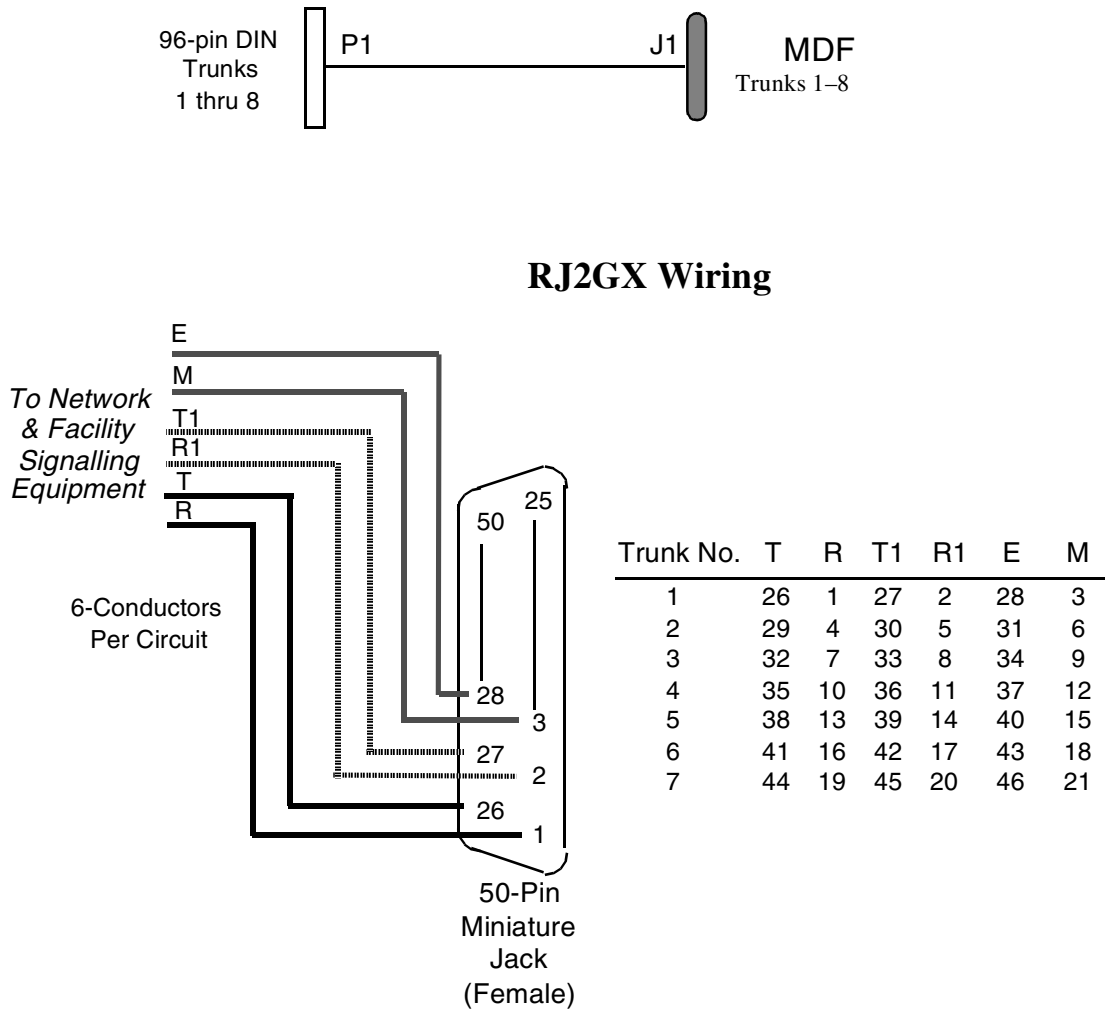 96-pin DIN
Trunks
1 thru 8
P1
J1
MDF
Trunks 1–8
RJ2GX Wiring
E
M
To Network
& Facility
Signalling
Equipment
T1
R1
T
R
6-Conductors
Per Circuit
25
50
28
3
27
2
26
1
50-Pin
Miniature
Jack
(Female)
Trunk No. T R T1 R1 E M
1 26 1 27 2 28 3
2 29 4 30 5 31 6
3 32 7 33 8 34 9
4 35 10 36 11 37 12
5 38 13 39 14 40 15
6 41 16 42 17 43 18
7 44 19 45 20 46 21